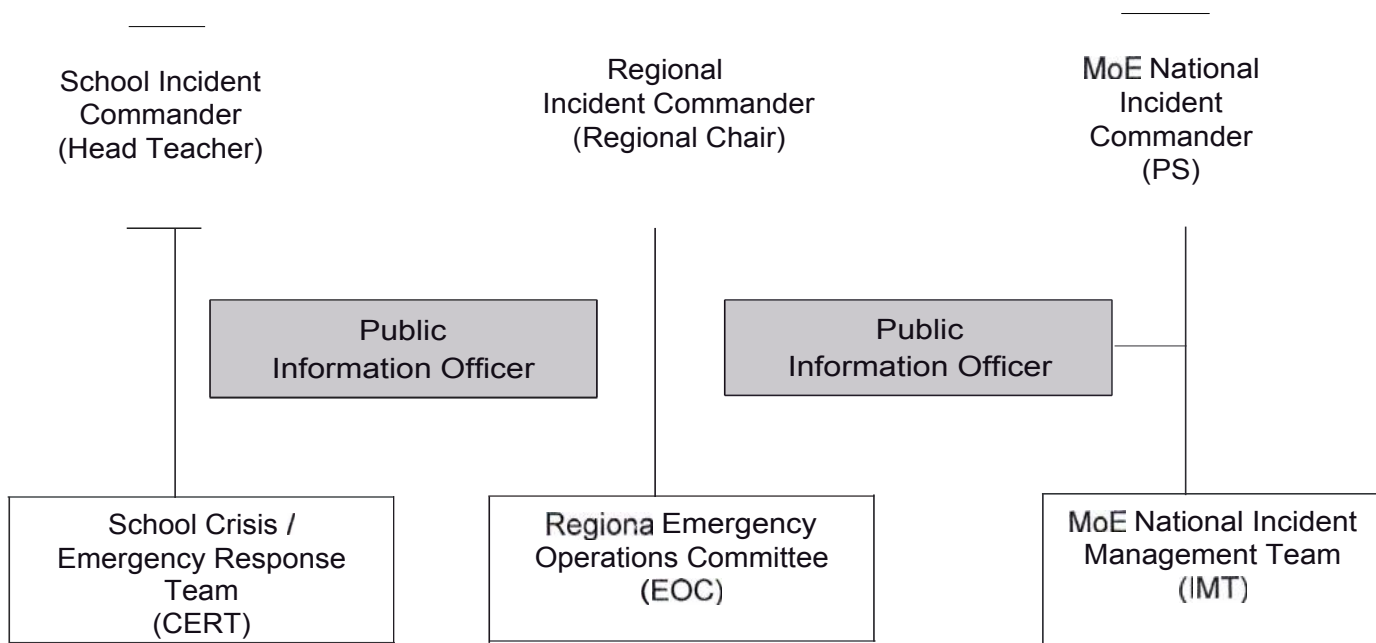 School Incident
Commander
(Head Teacher)
Regional
Incident Commander
(Regional Chair)
MoE National
Incident
Commander
(PS)
Public
Information Officer
Public
Information Officer
School Crisis /
Emergency Response
Team
(CERT)
Regiona Emergency
Operations Committee
(EOC)
MoE National Incident
Management Team
(IMT)